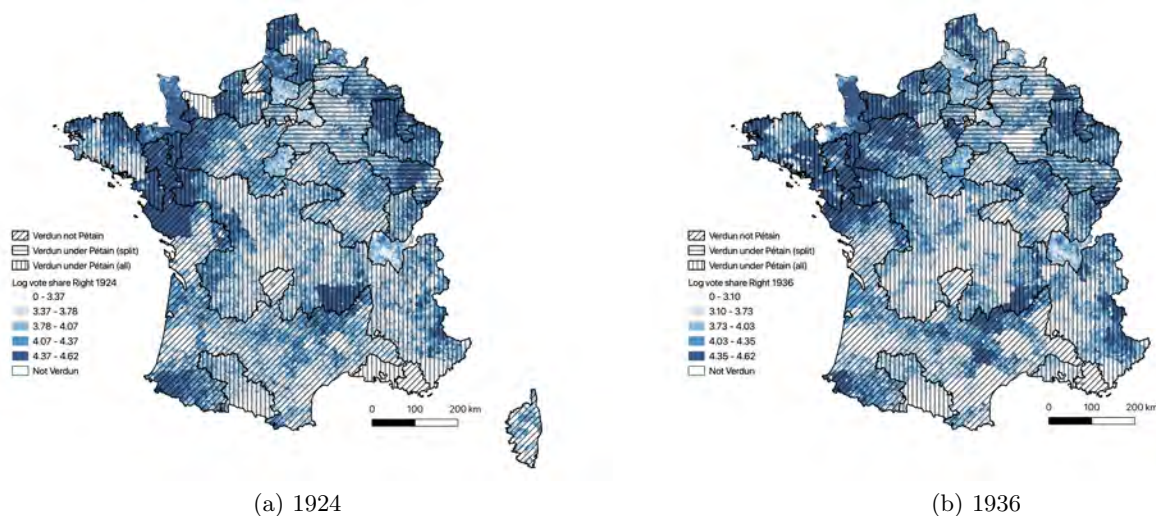 Verdun not Pétain
Verdun under Pétain (split)
Verdun under Pétain (all)
Log vote share Right 1924
0 - 3.37
3.37 - 3.78
3.78 - 4.07
4.07 - 4.37
4.37 - 4.62
Not Verdun
0 100 200 km
(a) 1924
Verdun not Pétain
Verdun under Pétain (split)
Verdun under Pétain (all)
Log vote share Right 1936
0 - 3.10
3.10 - 3.73
3.73 - 4.03
4.03 - 4.35
4.35 - 4.62
Not Verdun
0 100 200 km
(b) 1936